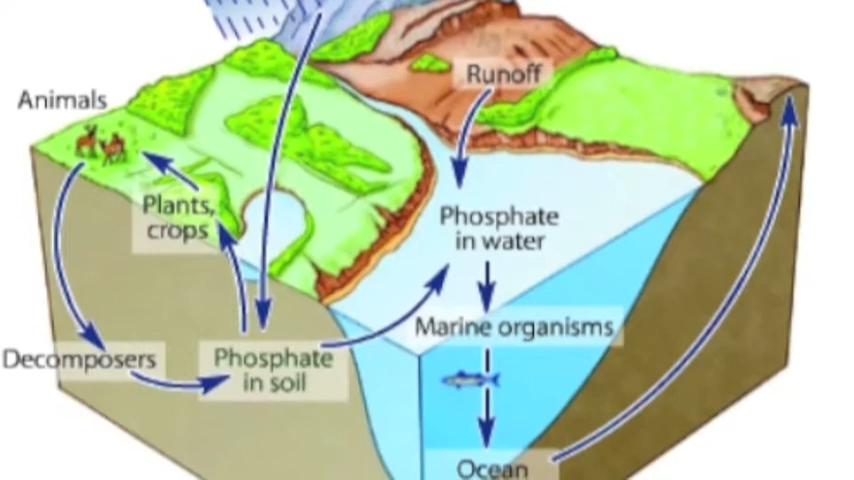 Runoff
Animals
Plants,
crops
Phosphate
in water
Marine organisms
Decomposers
Phosphate
in soil
Ocean